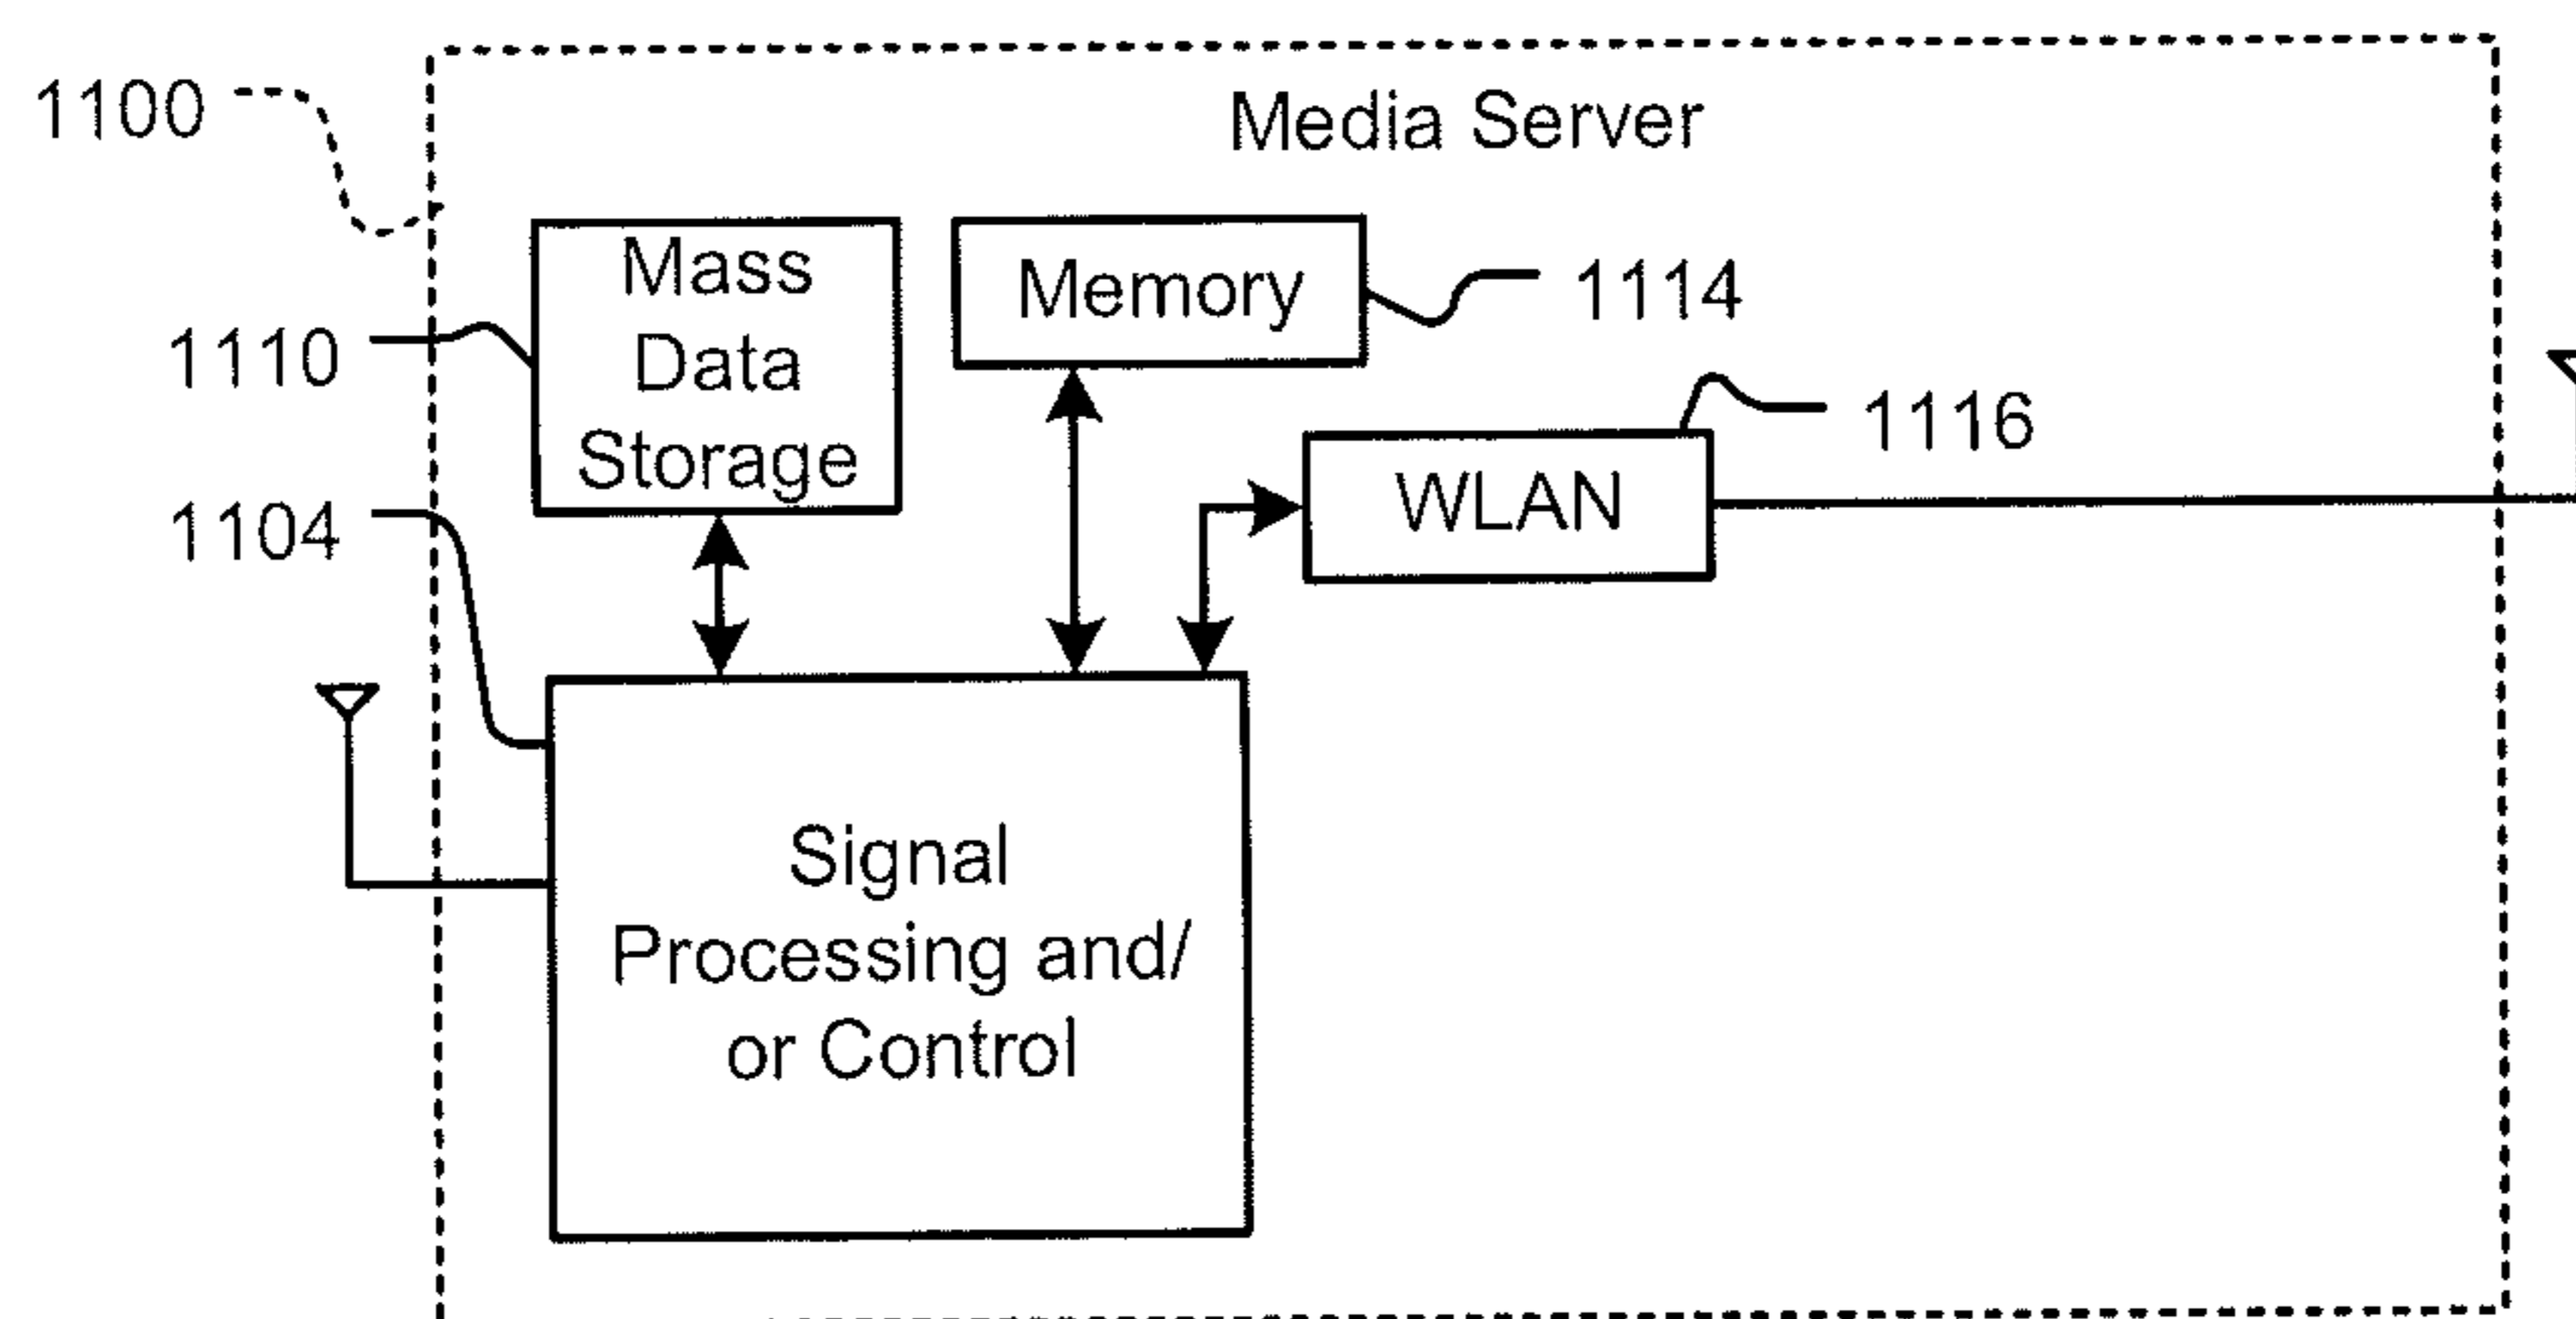 1100
Media Server
Mass
Data
Storage
Memory
1114
1110
1116
WLAN
1104
Signal
Processing and/
or Control